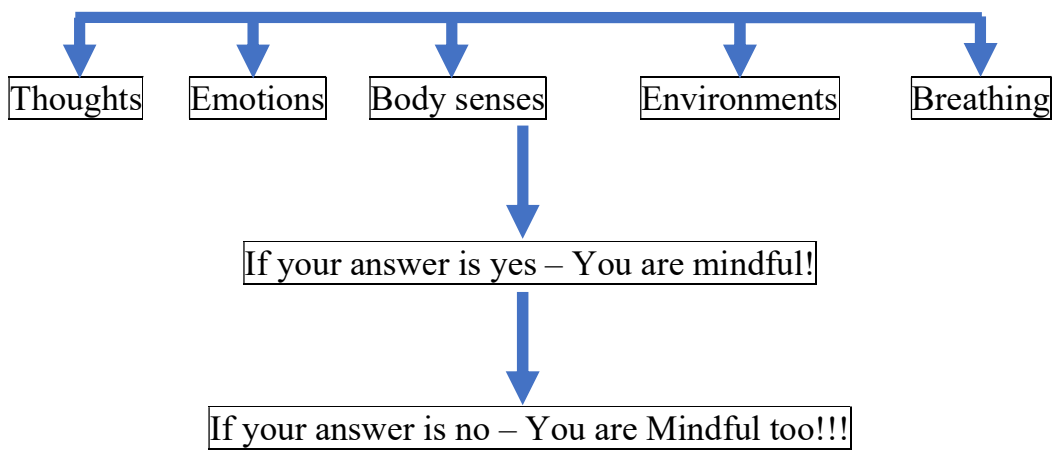 Thoughts Emotions Body senses Environments Breathing
If your answer is yes – You are mindful!
If your answer is no – You are Mindful too!!!